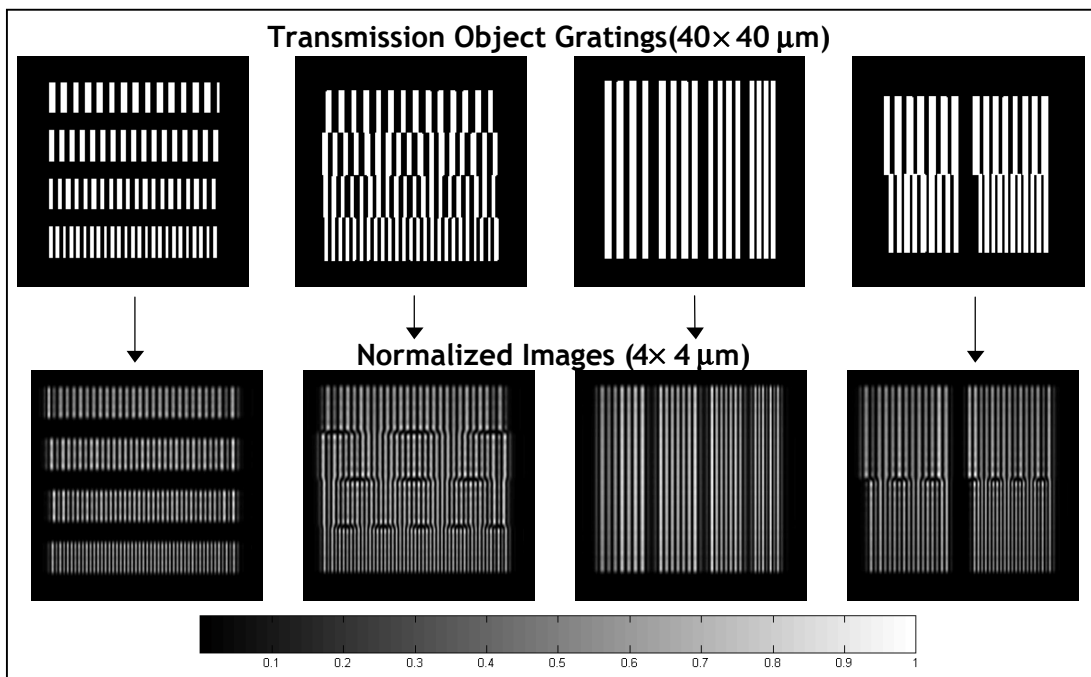 Transmission Object Gratings(40× 40 μm)
Normalized Images (4× 4 μm)
0.1 0.2 0.3 0.4 0.5 0.6 0.7 0.8 0.9 1